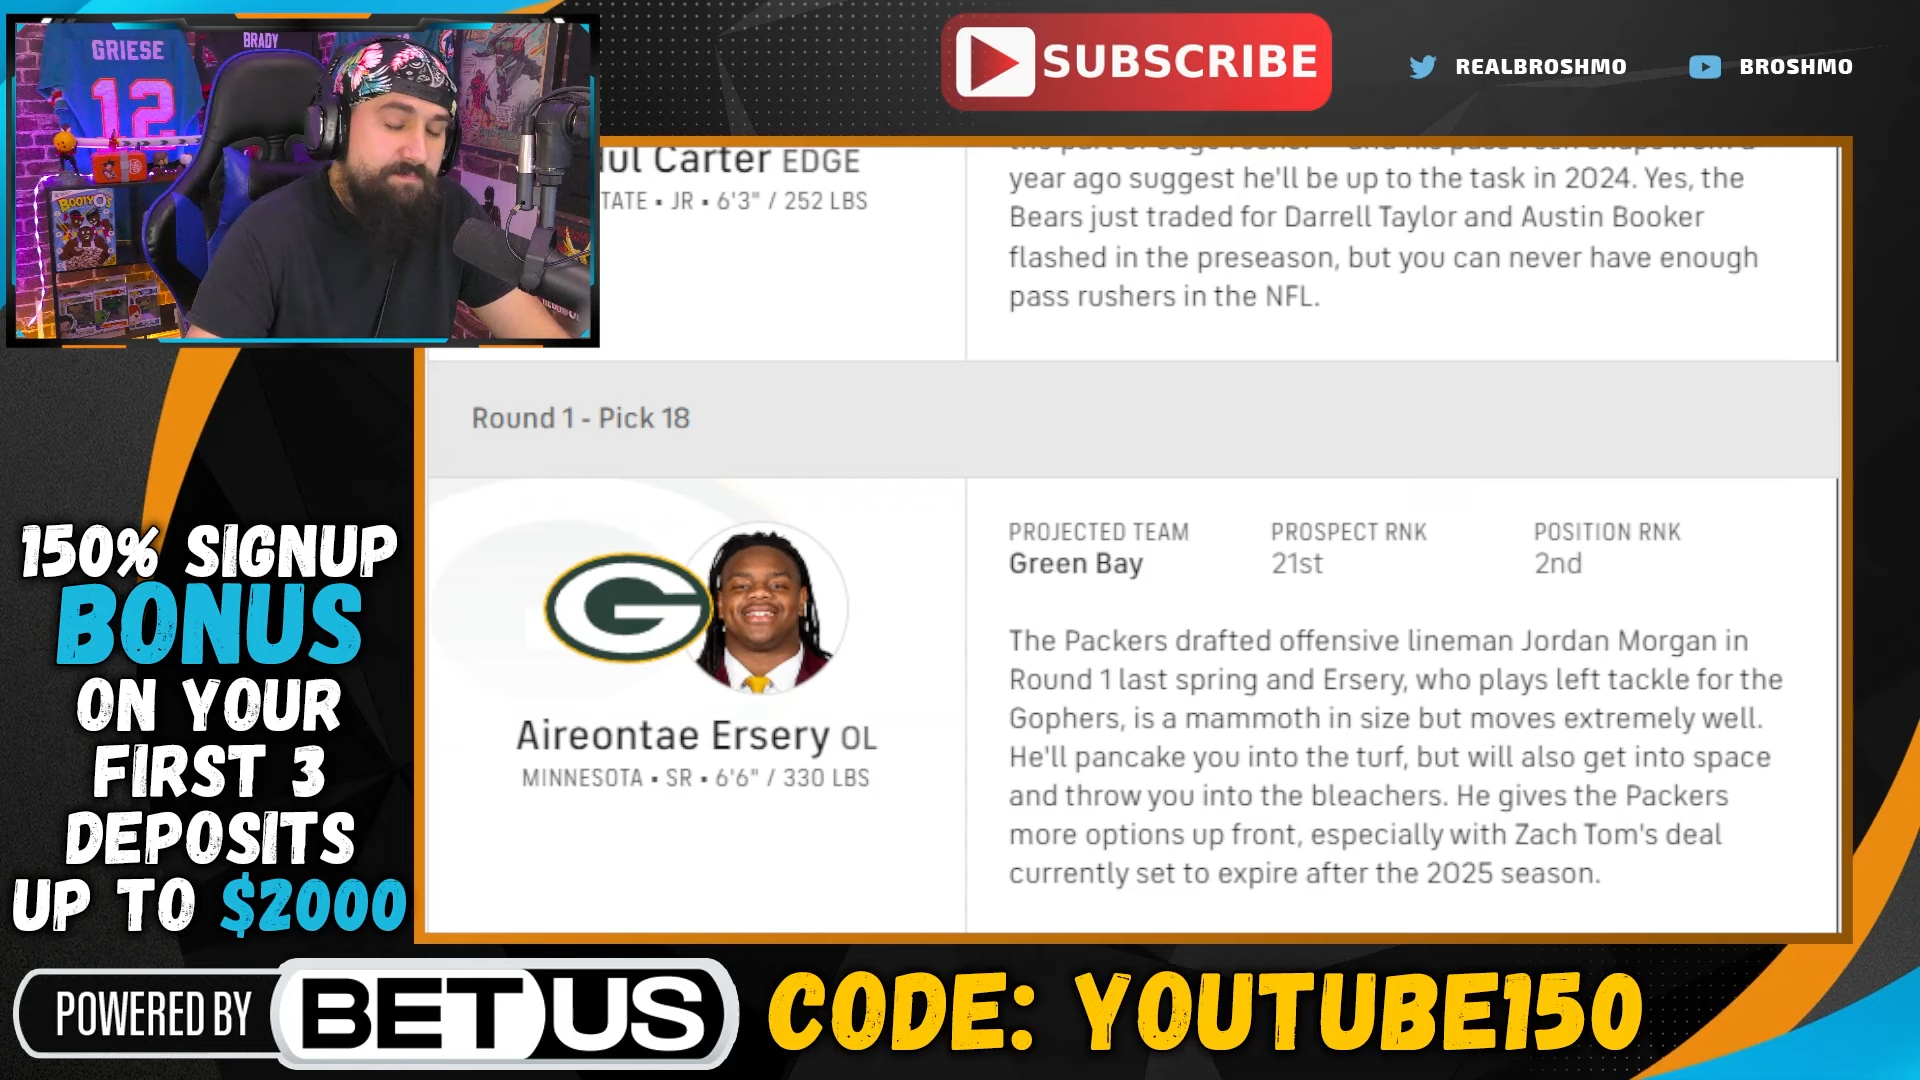 GRIESE
12
BRADY
BOOTY O's
SUBSCRIBE
REALBROSHMO
BROSHMO
ul Carter EDGE
TATE • JR • 6'3" / 252 LBS
year ago suggest he'll be up to the task in 2024. Yes, the
Bears just traded for Darrell Taylor and Austin Booker
flashed in the preseason, but you can never have enough
pass rushers in the NFL.
Round 1 - Pick 18
PROJECTED TEAM
Green Bay
PROSPECT RNK
21st
POSITION RNK
2nd
G
Aireontae Ersery OL
MINNESOTA • SR • 6'6" / 330 LBS
The Packers drafted offensive lineman Jordan Morgan in
Round 1 last spring and Ersery, who plays left tackle for the
Gophers, is a mammoth in size but moves extremely well.
He'll pancake you into the turf, but will also get into space
and throw you into the bleachers. He gives the Packers
more options up front, especially with Zach Tom's deal
currently set to expire after the 2025 season.
150% SIGNUP
BONUS
ON YOUR
FIRST 3
DEPOSITS
UP TO $2000
POWERED BY
BETUS
CODE: YOUTUBE150